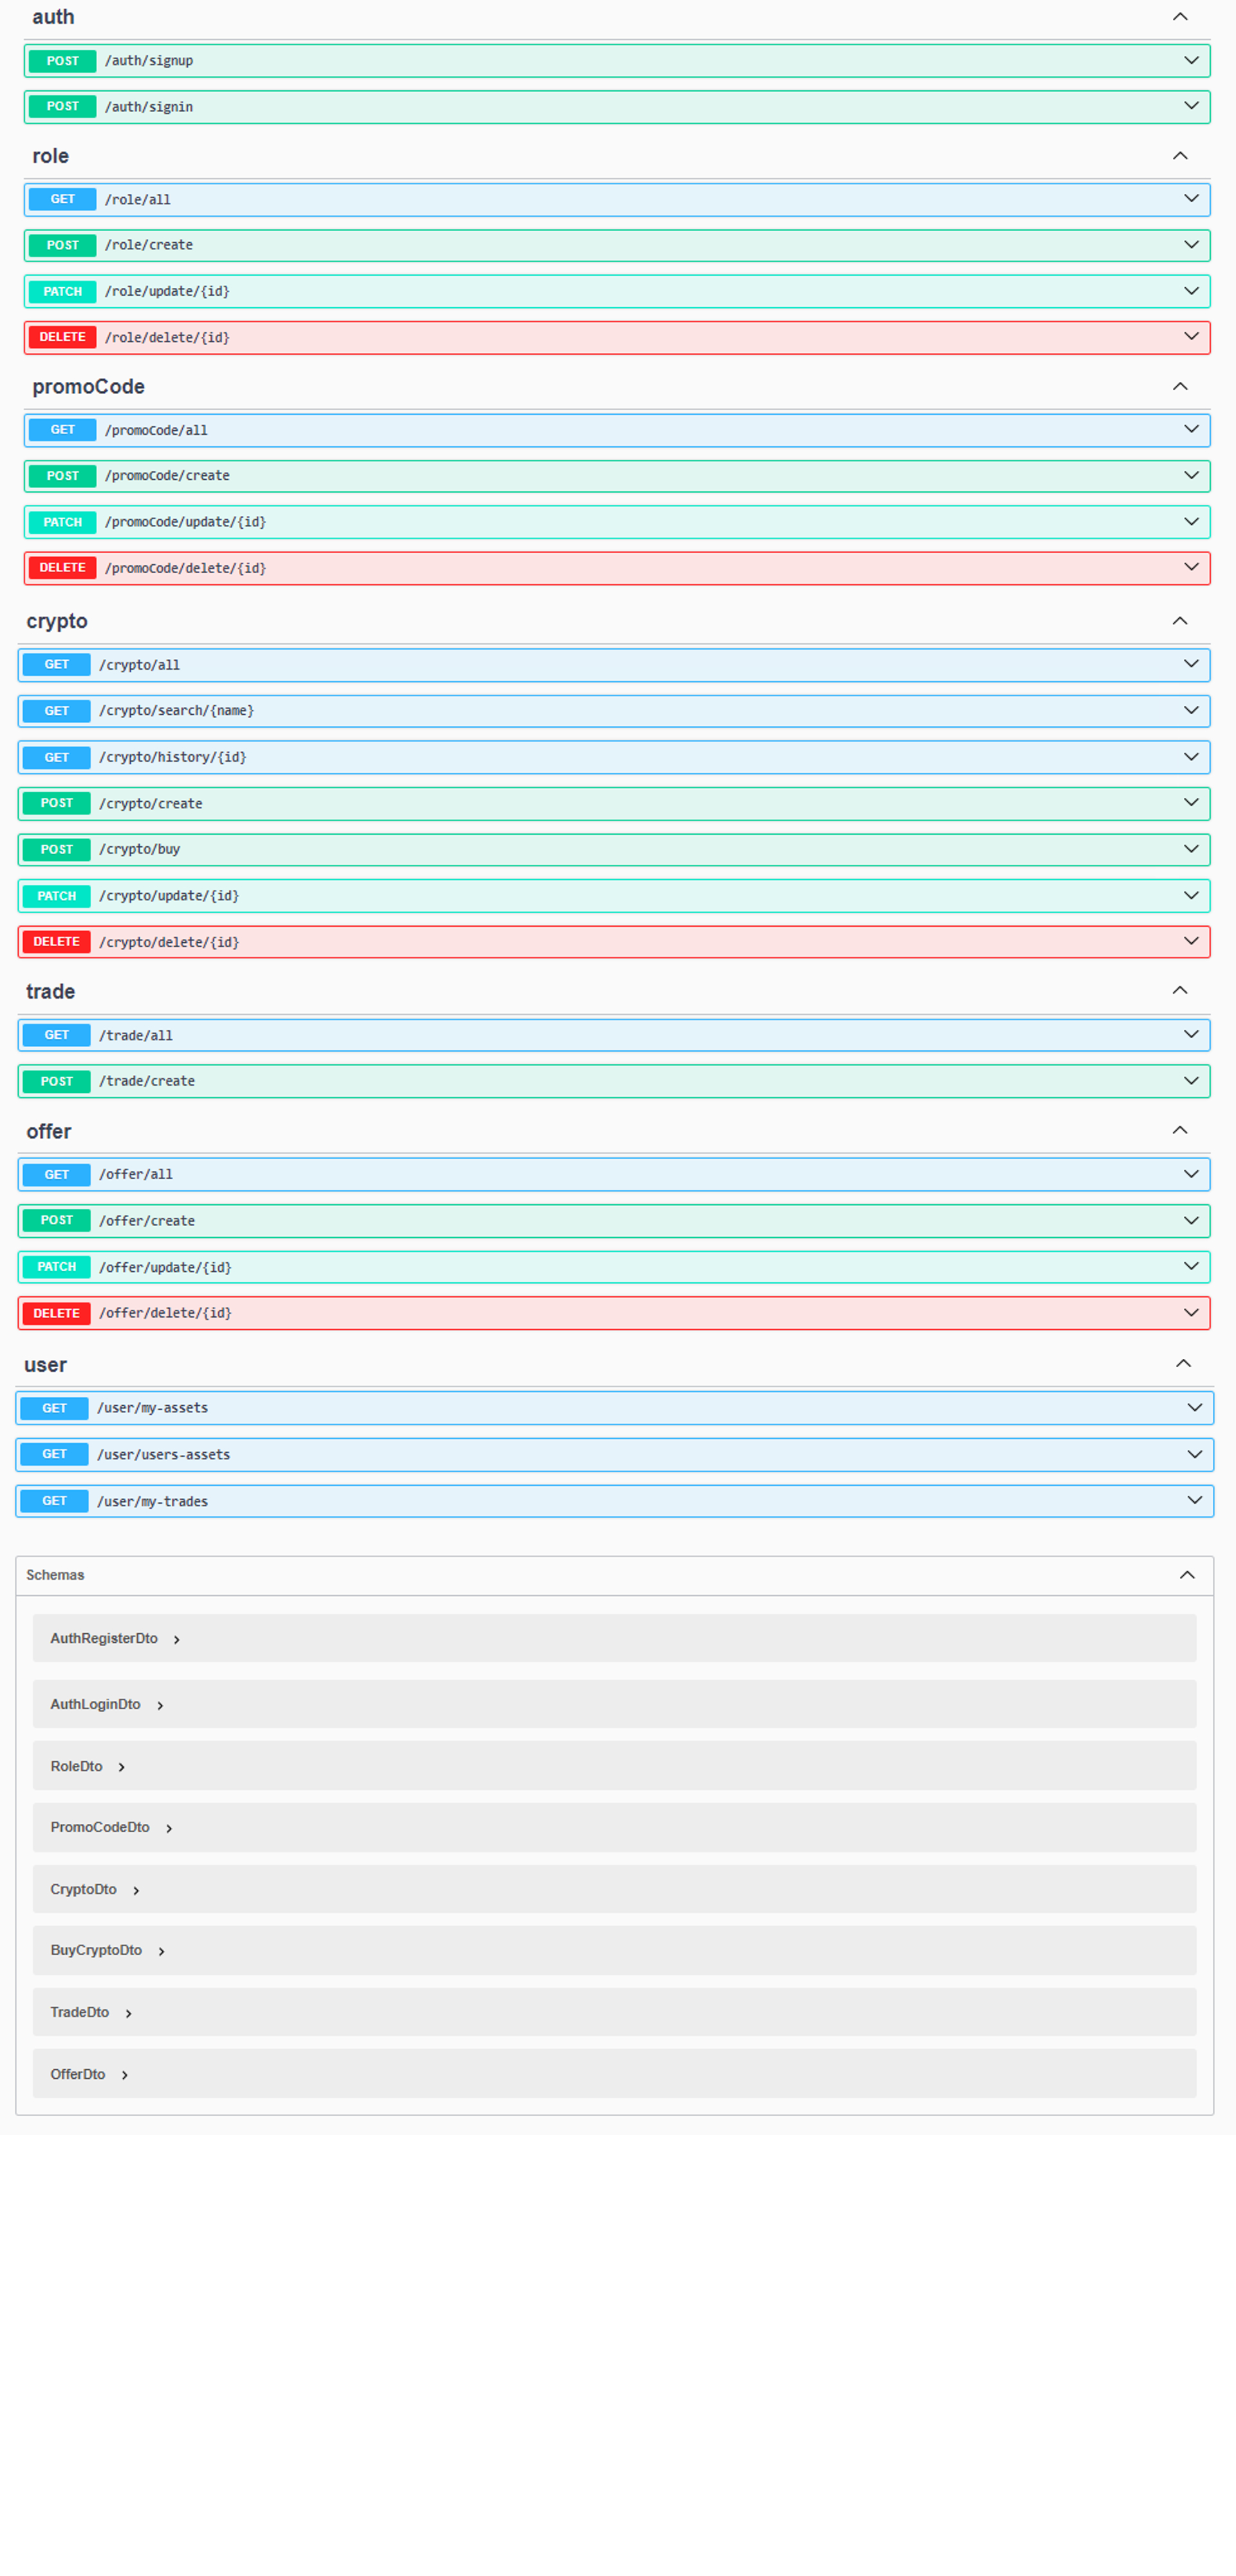 auth
POST /auth/signup
POST /auth/signin
role
GET /role/all
POST /role/create
PATCH /role/update/{id}
DELETE /role/delete/{id}
promoCode
GET /promoCode/all
POST /promoCode/create
PATCH /promoCode/update/{id}
DELETE /promoCode/delete/{id}
crypto
GET /crypto/all
GET /crypto/search/{name}
GET /crypto/history/{id}
POST /crypto/create
POST /crypto/buy
PATCH /crypto/update/{id}
DELETE /crypto/delete/{id}
trade
GET /trade/all
POST /trade/create
offer
GET /offer/all
POST /offer/create
PATCH /offer/update/{id}
DELETE /offer/delete/{id}
user
GET /user/my-assets
GET /user/users-assets
GET /user/my-trades
Schemas
AuthRegisterDto
AuthLoginDto
RoleDto
PromoCodeDto
CryptoDto
BuyCryptoDto
TradeDto
OfferDto